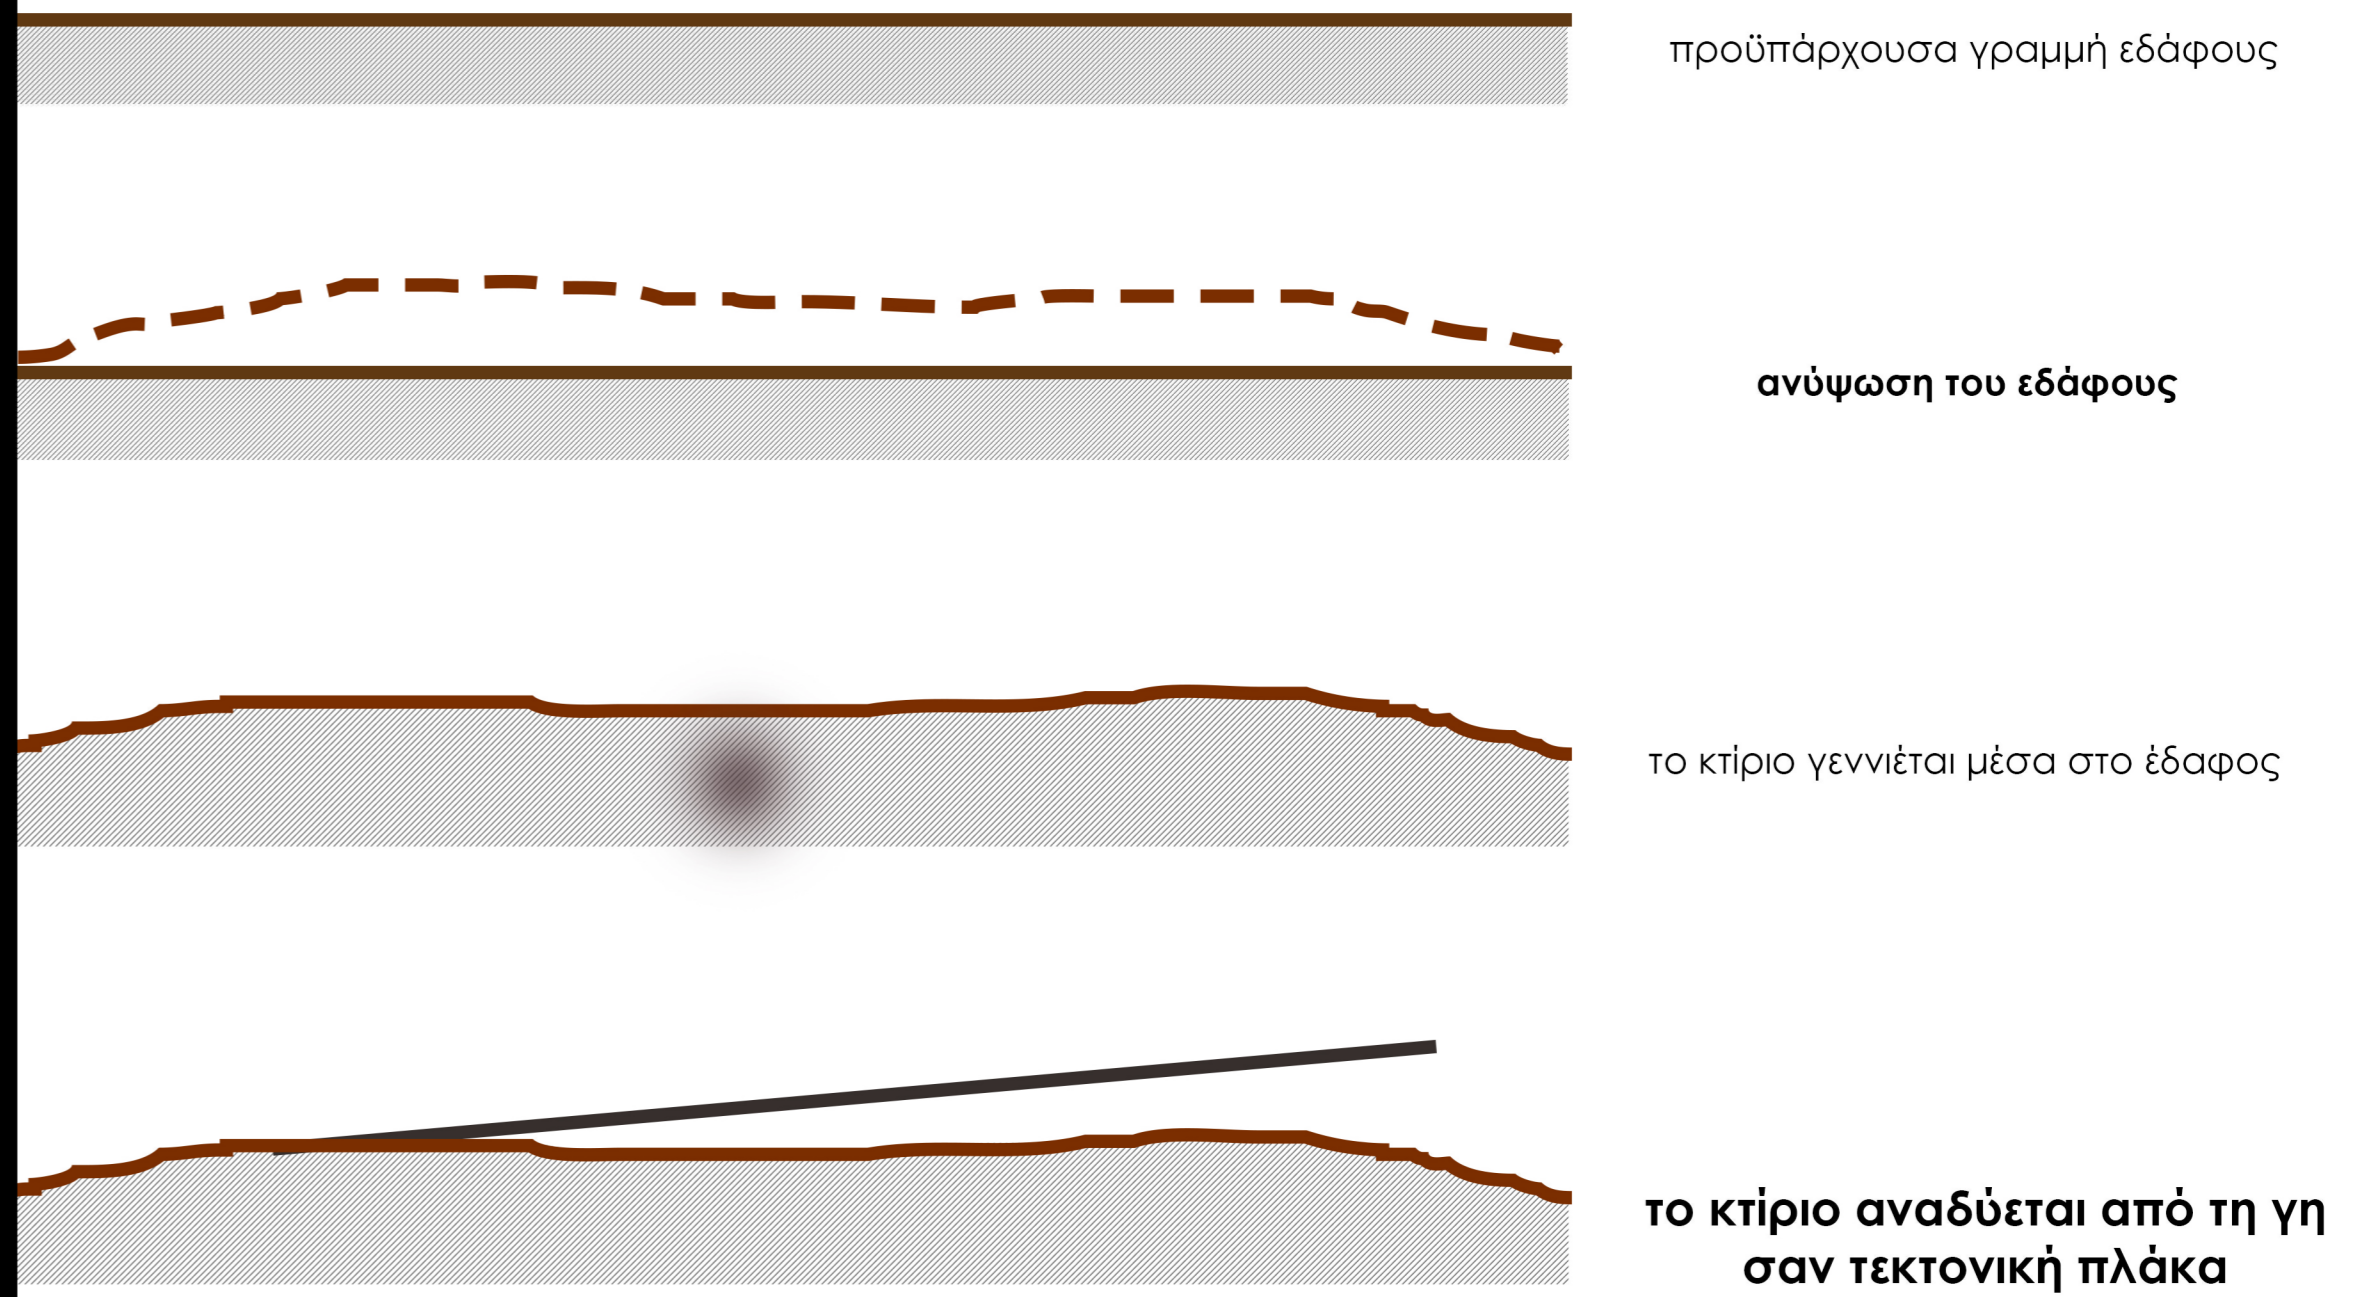 προϋπάρχουσα γραμμή εδάφους
ανύψωση του εδάφους
το κτίριο γεννιέται μέσα στο έδαφος
το κτίριο αναδύεται από τη γη
σαν τεκτονική πλάκα